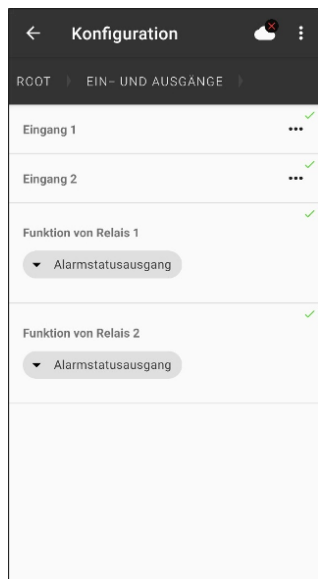 Konfiguration
ROOT EIN- UND AUSGÄNGE
Eingang 1
Eingang 2
Funktion von Relais 1
Alarmstatusausgang
Funktion von Relais 2
Alarmstatusausgang